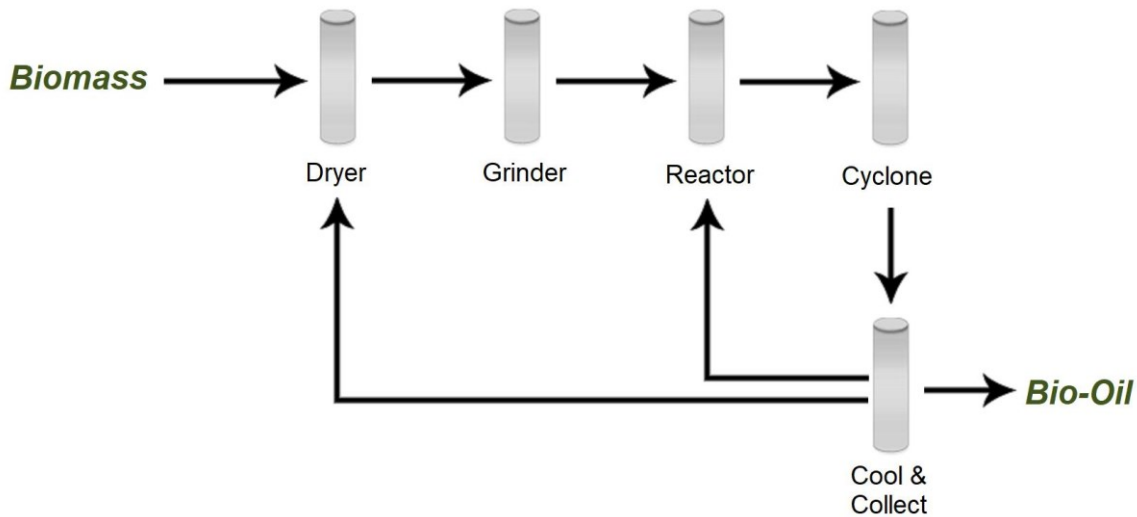 Biomass
Dryer
Grinder
Reactor
Cyclone
Bio-Oil
Cool &
Collect